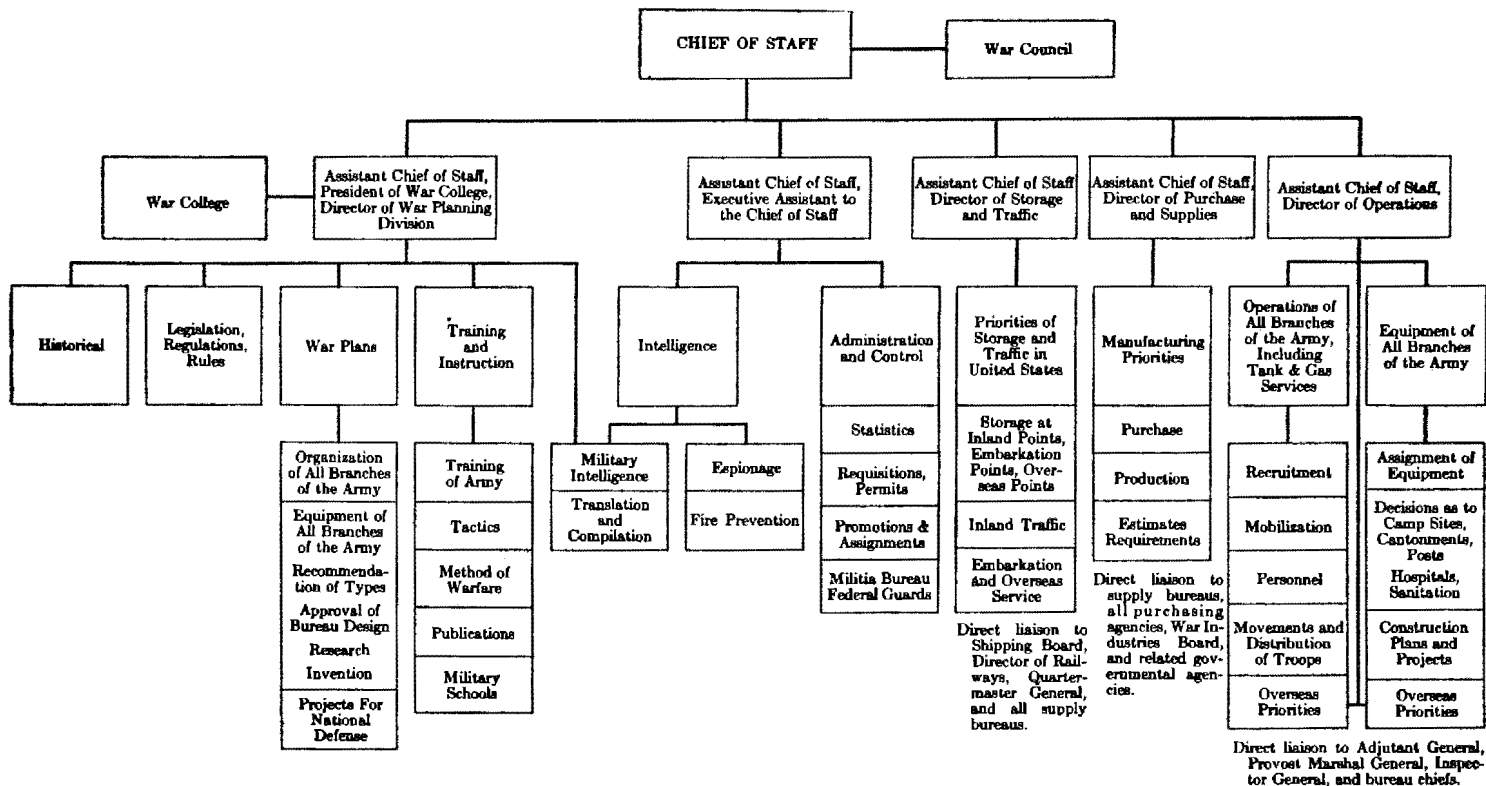 CHIEF OF STAFF
War Council
War College
Assistant Chief of Staff,
President of War College,
Director of War Planning
Division
Assistant Chief of Staff,
Executive Assistant to
the Chief of Staff
Assistant Chief of Staff
Director of Storage
and Traffic
Assistant Chief of Staff,
Director of Purchase
and Supplies
Assistant Chief of Staff,
Director of Operations
Historical
Legislation,
Regulations,
Rules
War Plans
Training
and
Instruction
Intelligence
Administration
and Control
Priorities of
Storage and
Traffic in
United States
Manufacturing
Priorities
Operations of
All Branches
of the Army,
Including
Tank & Gas
Services
Equipment of
All Branches
of the Army
Organization
of All Branches
of the Army
Equipment of
All Branches
of the Army
Recommenda-
tion of Types
Approval of
Bureau Design
Research
Invention
Projects For
National
Defense
Training
of Army
Tactics
Method of
Warfare
Publications
Military
Schools
Military
Intelligence
Translation
and
Compilation
Espionage
Fire Prevention
Statistics
Requisitions,
Permits
Promotions &
Assignments
Militia Bureau
Federal Guards
Storage at
Inland Points,
Embarkation
Points, Over-
seas Points
Inland Traffic
Embarkation
and Overseas
Service
Direct liaison to
Shipping Board,
Director of Rail-
ways, Quarter-
master General,
and all supply
bureaus.
Purchase
Production
Estimates
Requirements
Direct liaison to
supply bureaus,
all purchasing
agencies, War In-
dustries Board,
and related gov-
ernmental agen-
cies.
Recruitment
Mobilization
Personnel
Movements and
Distribution
of Troops
Overseas
Priorities
Assignment of
Equipment
Decisions as to
Camp Sites,
Cantonments,
Posts
Hospitals,
Sanitation
Construction
Plans and
Projects
Overseas
Priorities
Direct liaison to Adjutant General,
Provost Marshal General, Inspec-
tor General, and bureau chiefs.